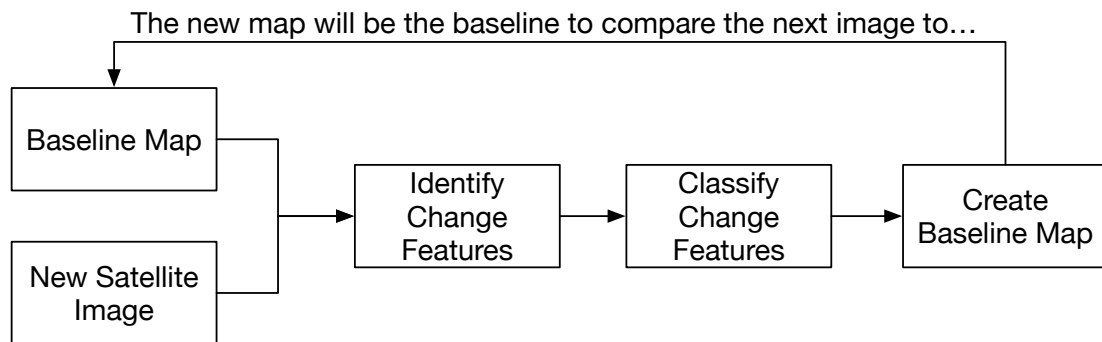 The new map will be the baseline to compare the next image to…
Baseline Map
New Satellite
Image
Identify
Change
Features
Classify
Change
Features
Create
Baseline Map